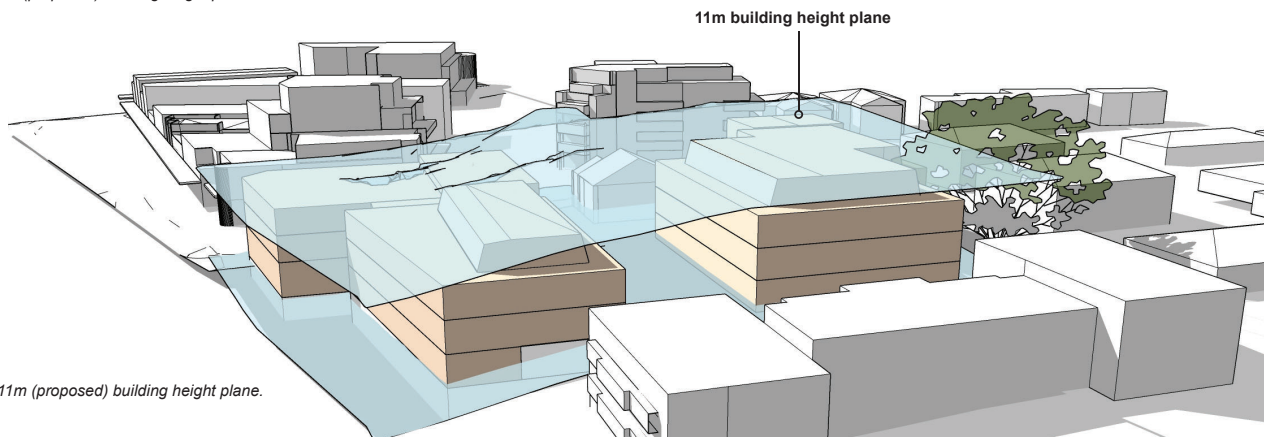 11m building height plane
11m (proposed) building height plane.